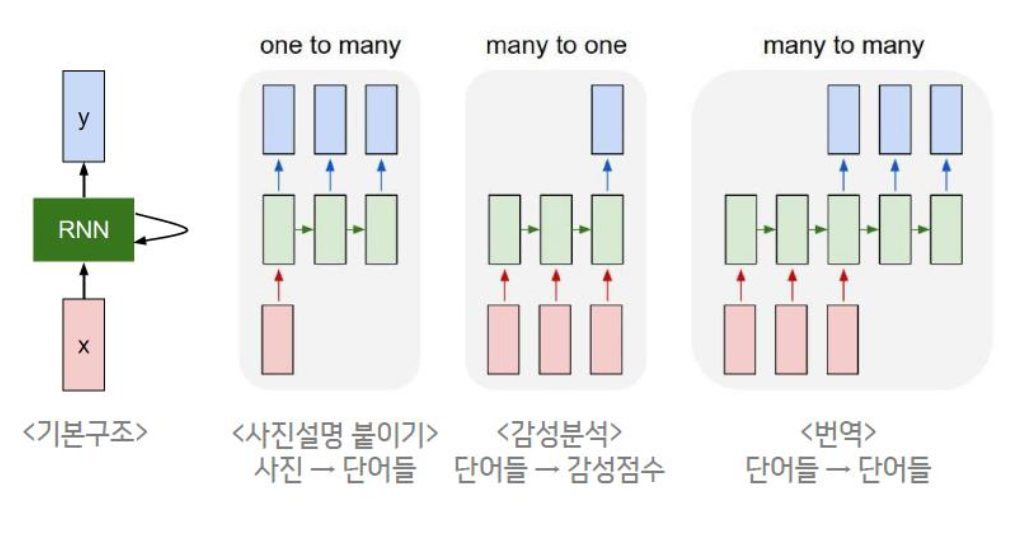 one to many
many to one
many to many
y
RNN
x
<기본구조>
<사진설명 붙이기>
사진 → 단어들
<감성분석>
단어들 → 감성점수
<번역>
단어들 → 단어들